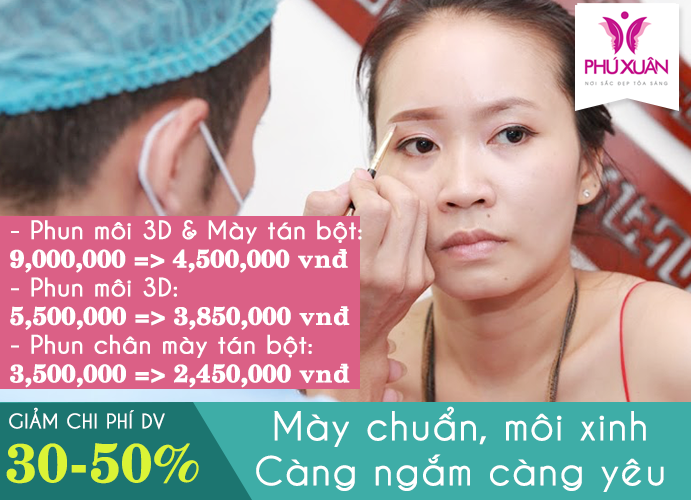 PHÚXUÂN
NƠI SẮC ĐẸP TỎA SÁNG
- Phun môi 3D & Mày tán bột:
9,000,000 => 4,500,000 vnđ
- Phun môi 3D:
5,500,000 => 3,850,000 vnđ
- Phun chân mày tán bột:
3,500,000 => 2,450,000 vnđ
GIẢM CHI PHÍ DV
30-50%
Mày chuẩn, môi xinh
Càng ngắm càng yêu